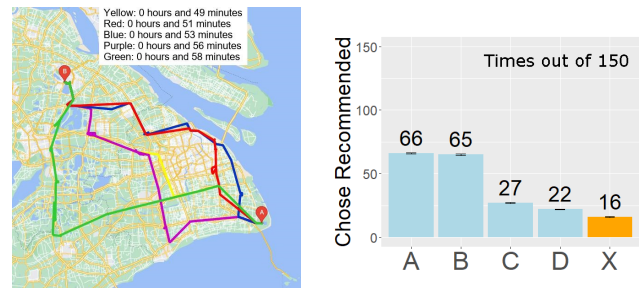 Yellow: 0 hours and 49 minutes
Red: 0 hours and 51 minutes
Blue: 0 hours and 53 minutes
Purple: 0 hours and 56 minutes
Green: 0 hours and 58 minutes
B
A
Chose Recommended
150
100
50
0
Times out of 150
66
65
27
22
16
A
B
C
D
X